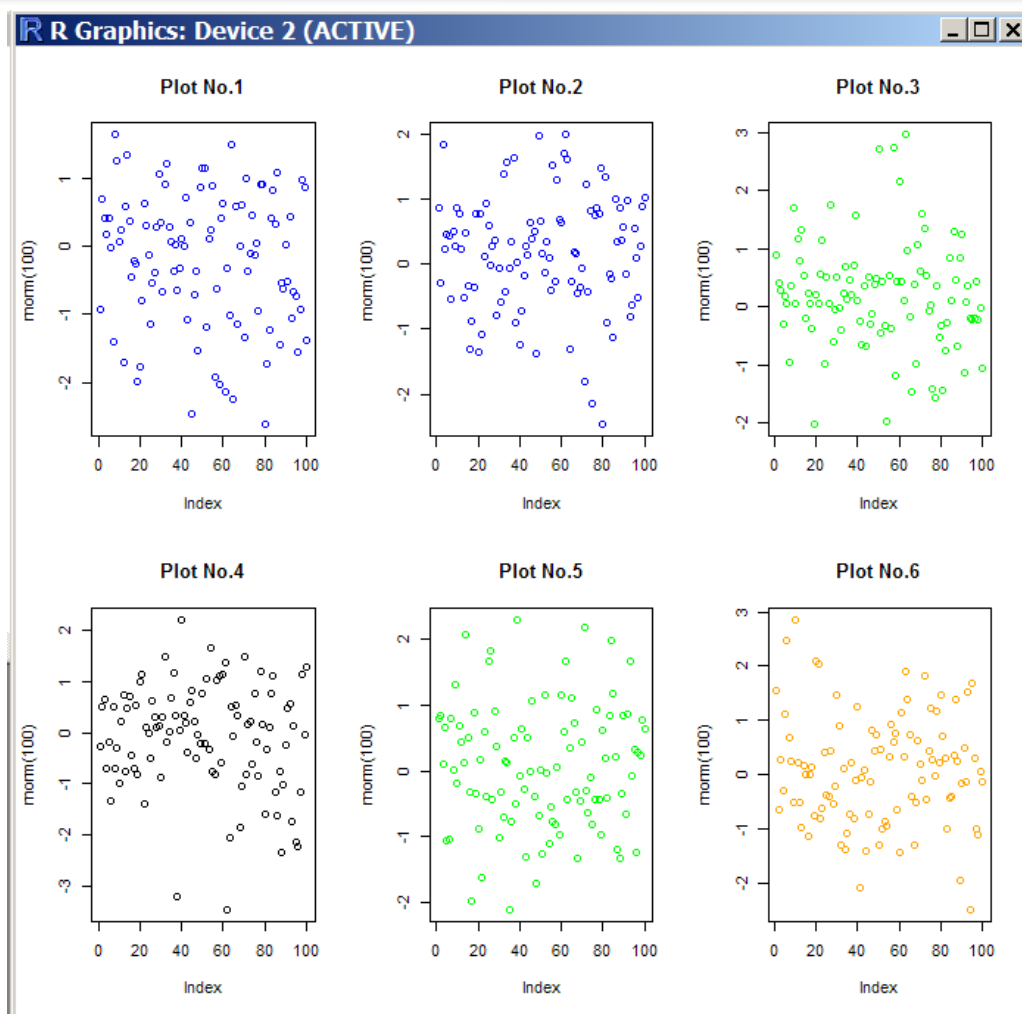 R R Graphics: Device 2 (ACTIVE)
Plot No.1
Plot No.2
Plot No.3
rnorm(100)
1
0
-1
-2
0 20 40 60 80 100
Index
rnorm(100)
2
1
0
-1
-2
0 20 40 60 80 100
Index
rnorm(100)
3
2
1
0
-1
-2
0 20 40 60 80 100
Index
Plot No.4
Plot No.5
Plot No.6
rnorm(100)
2
1
0
-1
-2
-3
0 20 40 60 80 100
Index
rnorm(100)
2
1
0
-1
-2
0 20 40 60 80 100
Index
rnorm(100)
3
2
1
0
-1
-2
0 20 40 60 80 100
Index